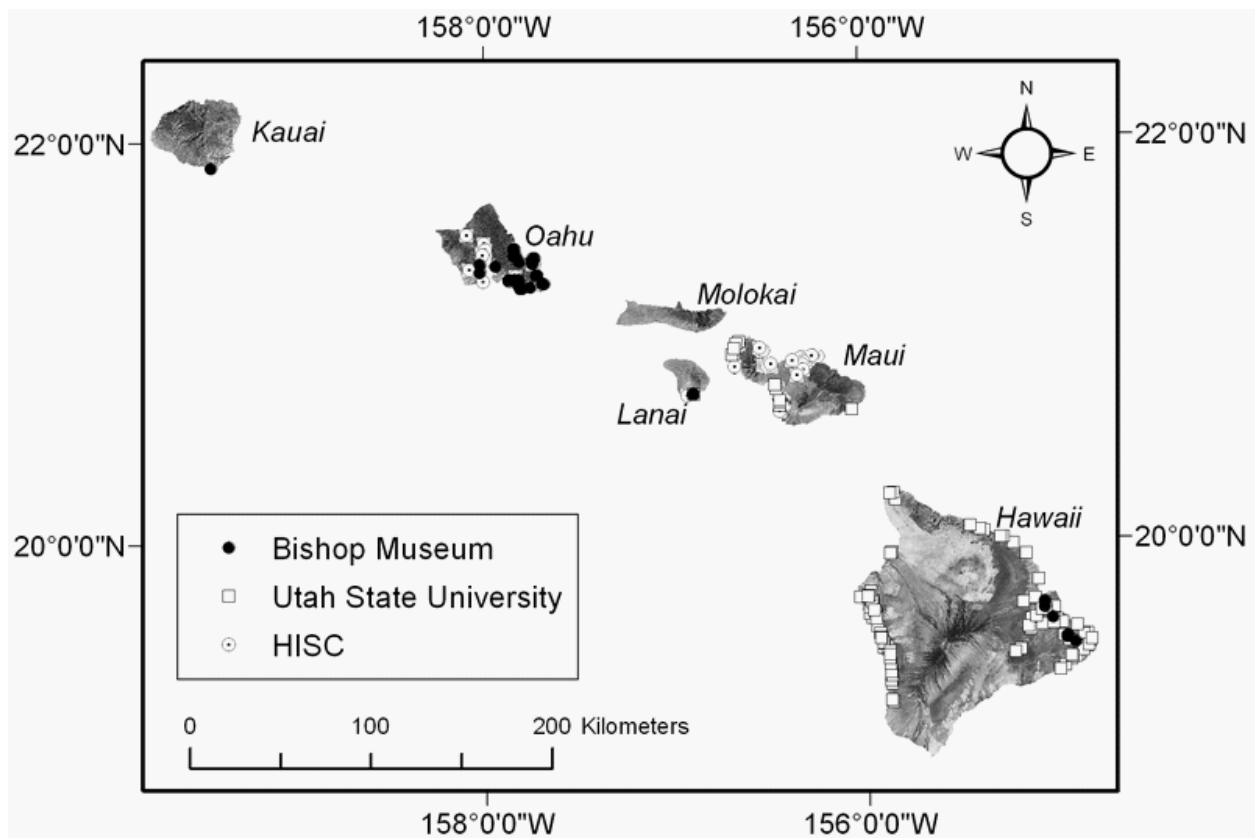 158°0'0"W 156°0'0"W
N
22°0'0"N Kauai W E 22°0'0"N
S
Oahu
Molokai
Maui
Lanai
Hawaii
20°0'0"N 20°0'0"N
Bishop Museum
Utah State University
HISC
0 100 200 Kilometers
158°0'0"W 156°0'0"W